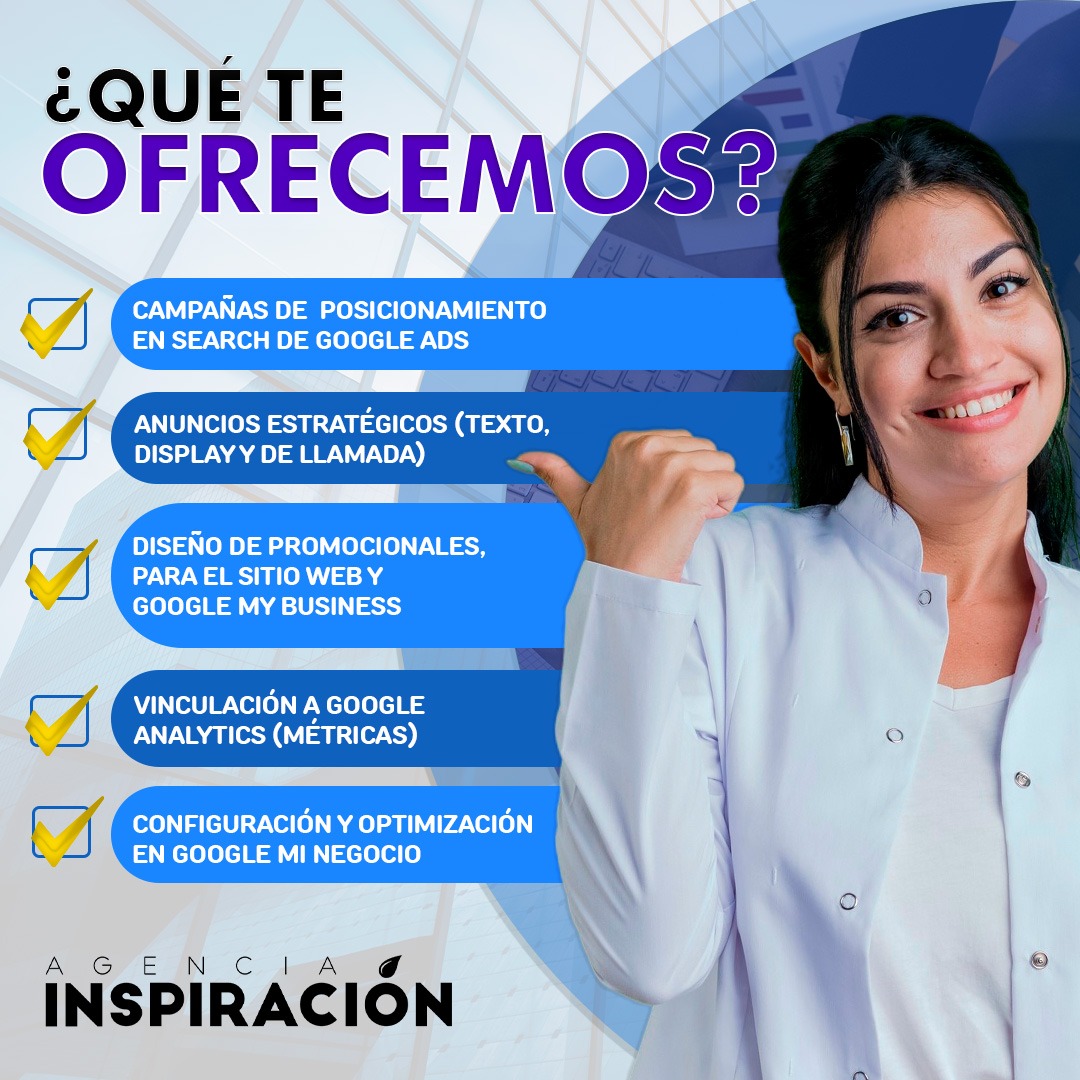 ¿QUÉ TE
OFRECEMOS?
CAMPAÑAS DE POSICIONAMIENTO
EN SEARCH DE GOOGLE ADS
ANUNCIOS ESTRATÉGICOS (TEXTO,
DISPLAY Y DE LLAMADA)
DISEÑO DE PROMOCIONALES,
PARA EL SITIO WEB Y
GOOGLE MY BUSINESS
VINCULACIÓN A GOOGLE
ANALYTICS (MÉTRICAS)
CONFIGURACIÓN Y OPTIMIZACIÓN
EN GOOGLE MI NEGOCIO
AGENCIA
INSPIRACIÓN